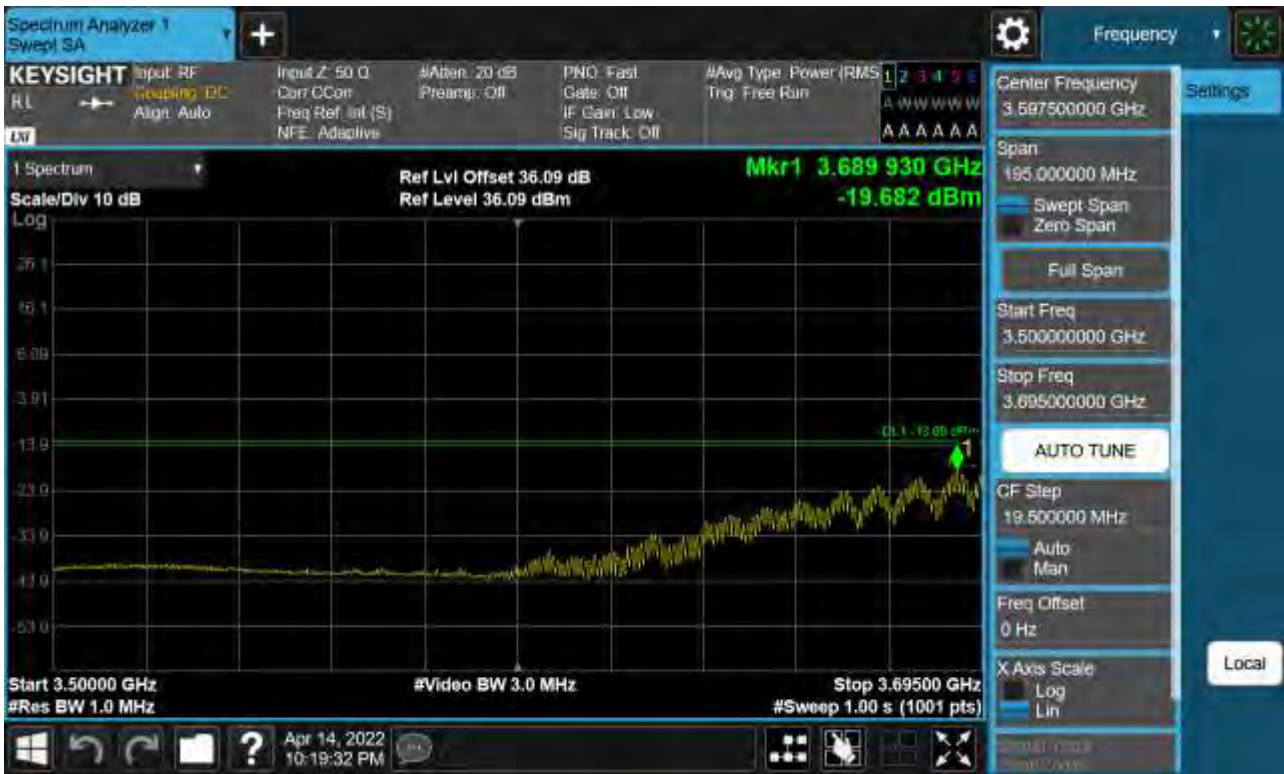 Spectrum Analyzer 1
Swept SA
+
Frequency
KEYSIGHT
RL
LXI
Input: RF
Coupling: DC
Align: Auto
Input Z: 50 Ω
Corr CCorr
Freq Ref: Int (S)
NFE: Adaptive
#Atten: 20 dB
Preamp: Off
PNO: Fast
Gate: Off
IF Gain: Low
Sig Track: Off
#Avg Type: Power (RMS
Trig: Free Run
1 2 3 4 5 6
A W W W W W
A A A A A A
1 Spectrum
Scale/Div 10 dB
Log
Ref Lvl Offset 36.09 dB
Ref Level 36.09 dBm
Mkr1 3.689 930 GHz
-19.682 dBm
26.1
16.1
6.09
-3.91
-13.9
-23.9
-33.9
-43.9
-53.9
1
Start 3.50000 GHz
#Res BW 1.0 MHz
#Video BW 3.0 MHz
Stop 3.69500 GHz
#Sweep 1.00 s (1001 pts)
Center Frequency
3.597500000 GHz
Span
195.000000 MHz
Swept Span
Zero Span
Full Span
Start Freq
3.500000000 GHz
Stop Freq
3.695000000 GHz
AUTO TUNE
CF Step
19.500000 MHz
Auto
Man
Freq Offset
0 Hz
X Axis Scale
Log
Lin
Settings
Local
?
Apr 14, 2022
10:19:32 PM